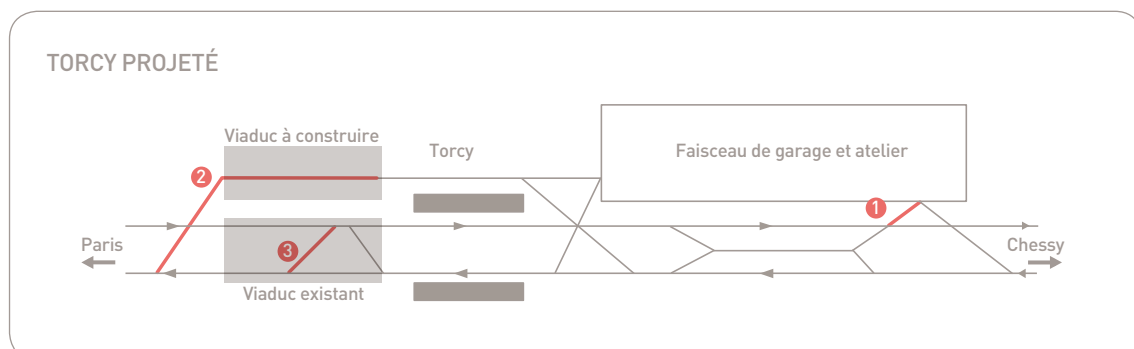 TORCY PROJETÉ
Viaduc à construire
Torcy
Faisceau de garage et atelier
2
1
Paris
3
Chessy
Viaduc existant